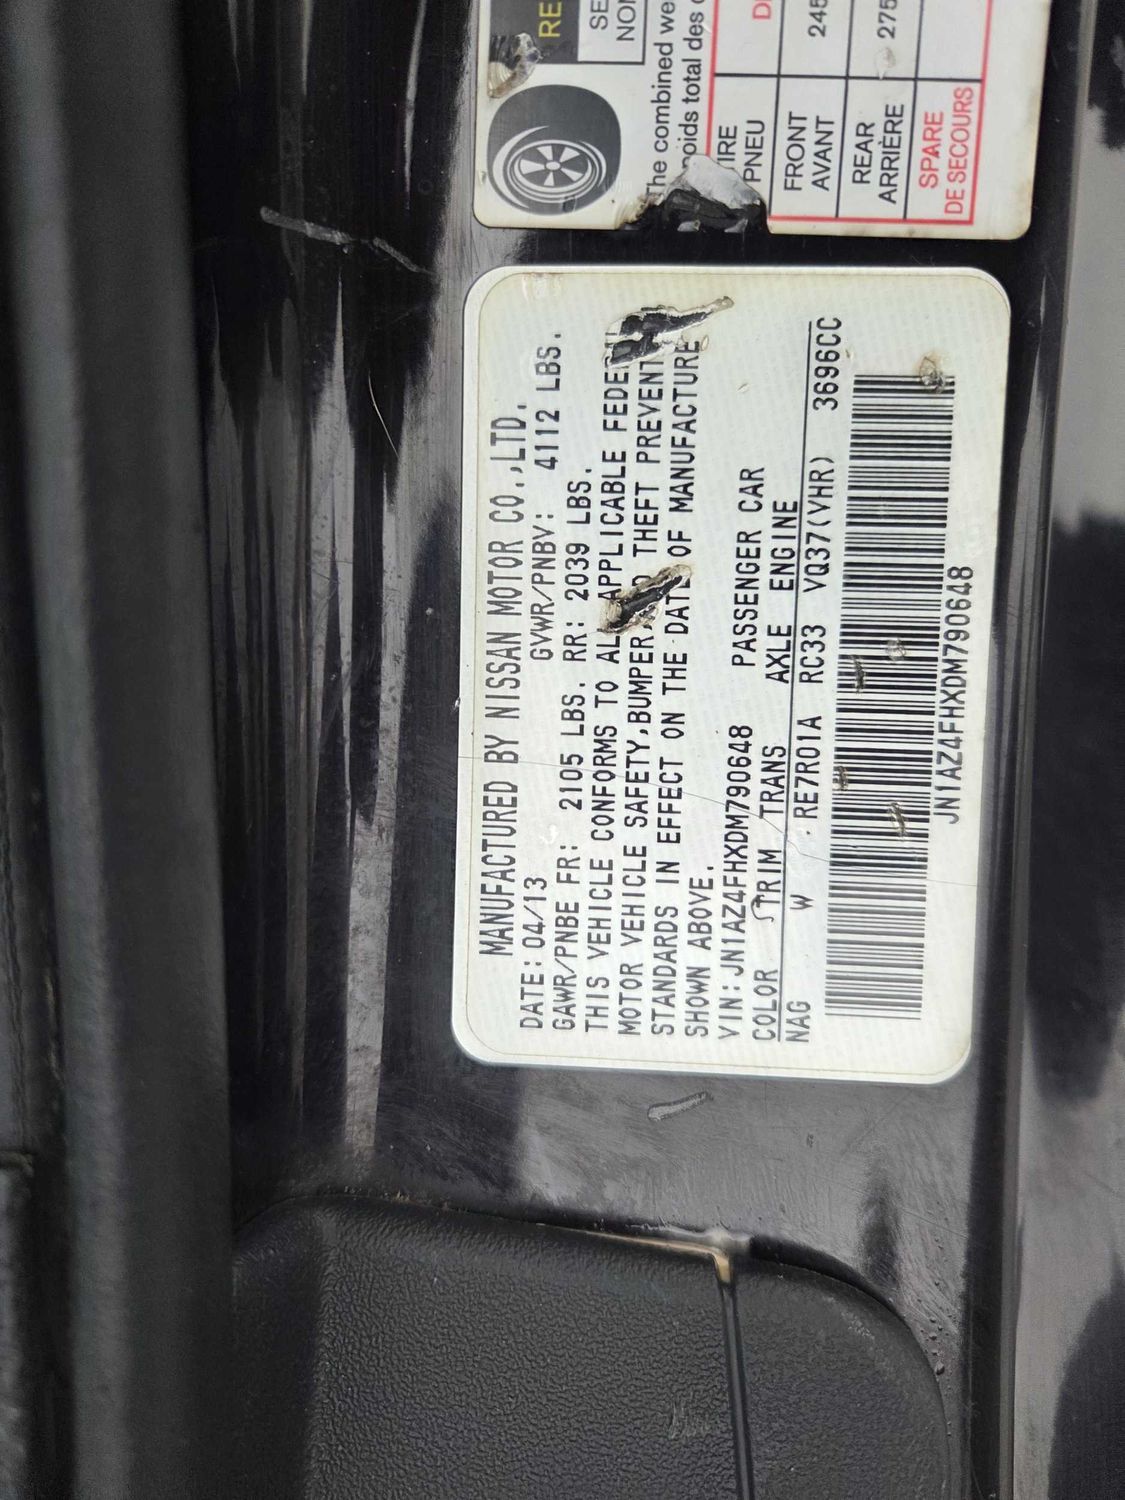 MANUFACTURED BY NISSAN MOTOR CO.,LTD.
DATE: 04/13 GVWR/PNBV: 4112 LBS.
GAWR/PNBE FR: 2105 LBS. RR: 2039 LBS.
THIS VEHICLE CONFORMS TO AL APPLICABLE FEDE
MOTOR VEHICLE SAFETY,BUMPER, THEFT PREVENT
STANDARDS IN EFFECT ON THE DATE OF MANUFACTURE
SHOWN ABOVE.
VIN:JN1AZ4FHXDM790648 PASSENGER CAR
COLOR TRIM TRANS AXLE ENGINE
NAG W RE7R01A RC33 VQ37(VHR) 3696CC
JN1AZ4FHXDM790648
RE
SE
NOM
The combined we
poids total des
TIRE
PNEU
FRONT
AVANT
245
REAR
ARRIÈRE
275
SPARE
DE SECOURS